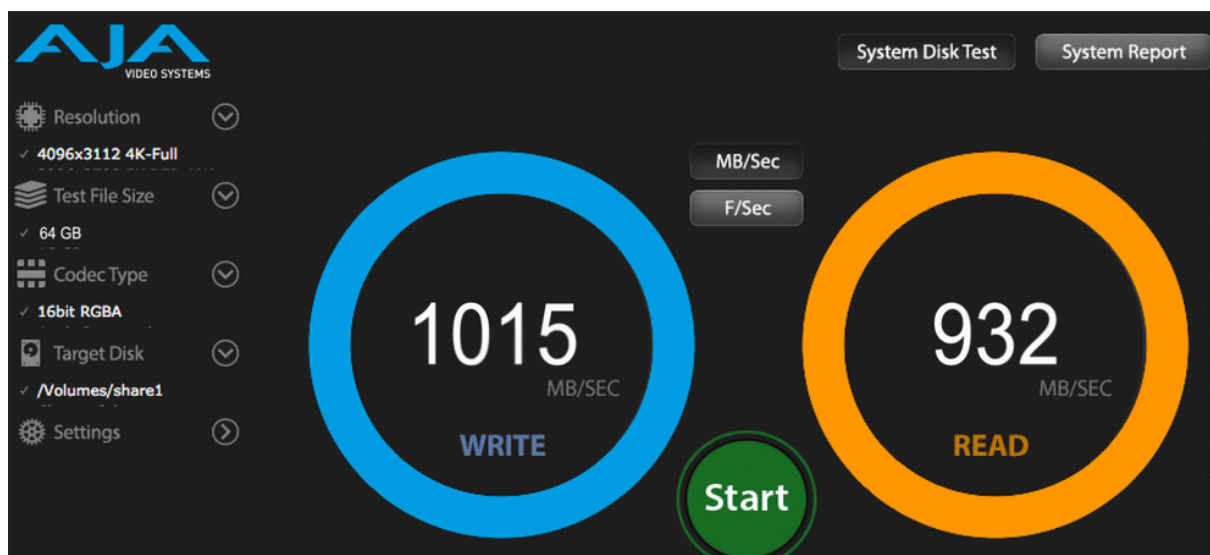 AJA
VIDEO SYSTEMS
System Disk Test
System Report
Resolution
4096x3112 4K-Full
Test File Size
64 GB
Codec Type
16bit RGBA
Target Disk
/Volumes/share1
Settings
MB/Sec
F/Sec
1015
MB/SEC
WRITE
932
MB/SEC
READ
Start